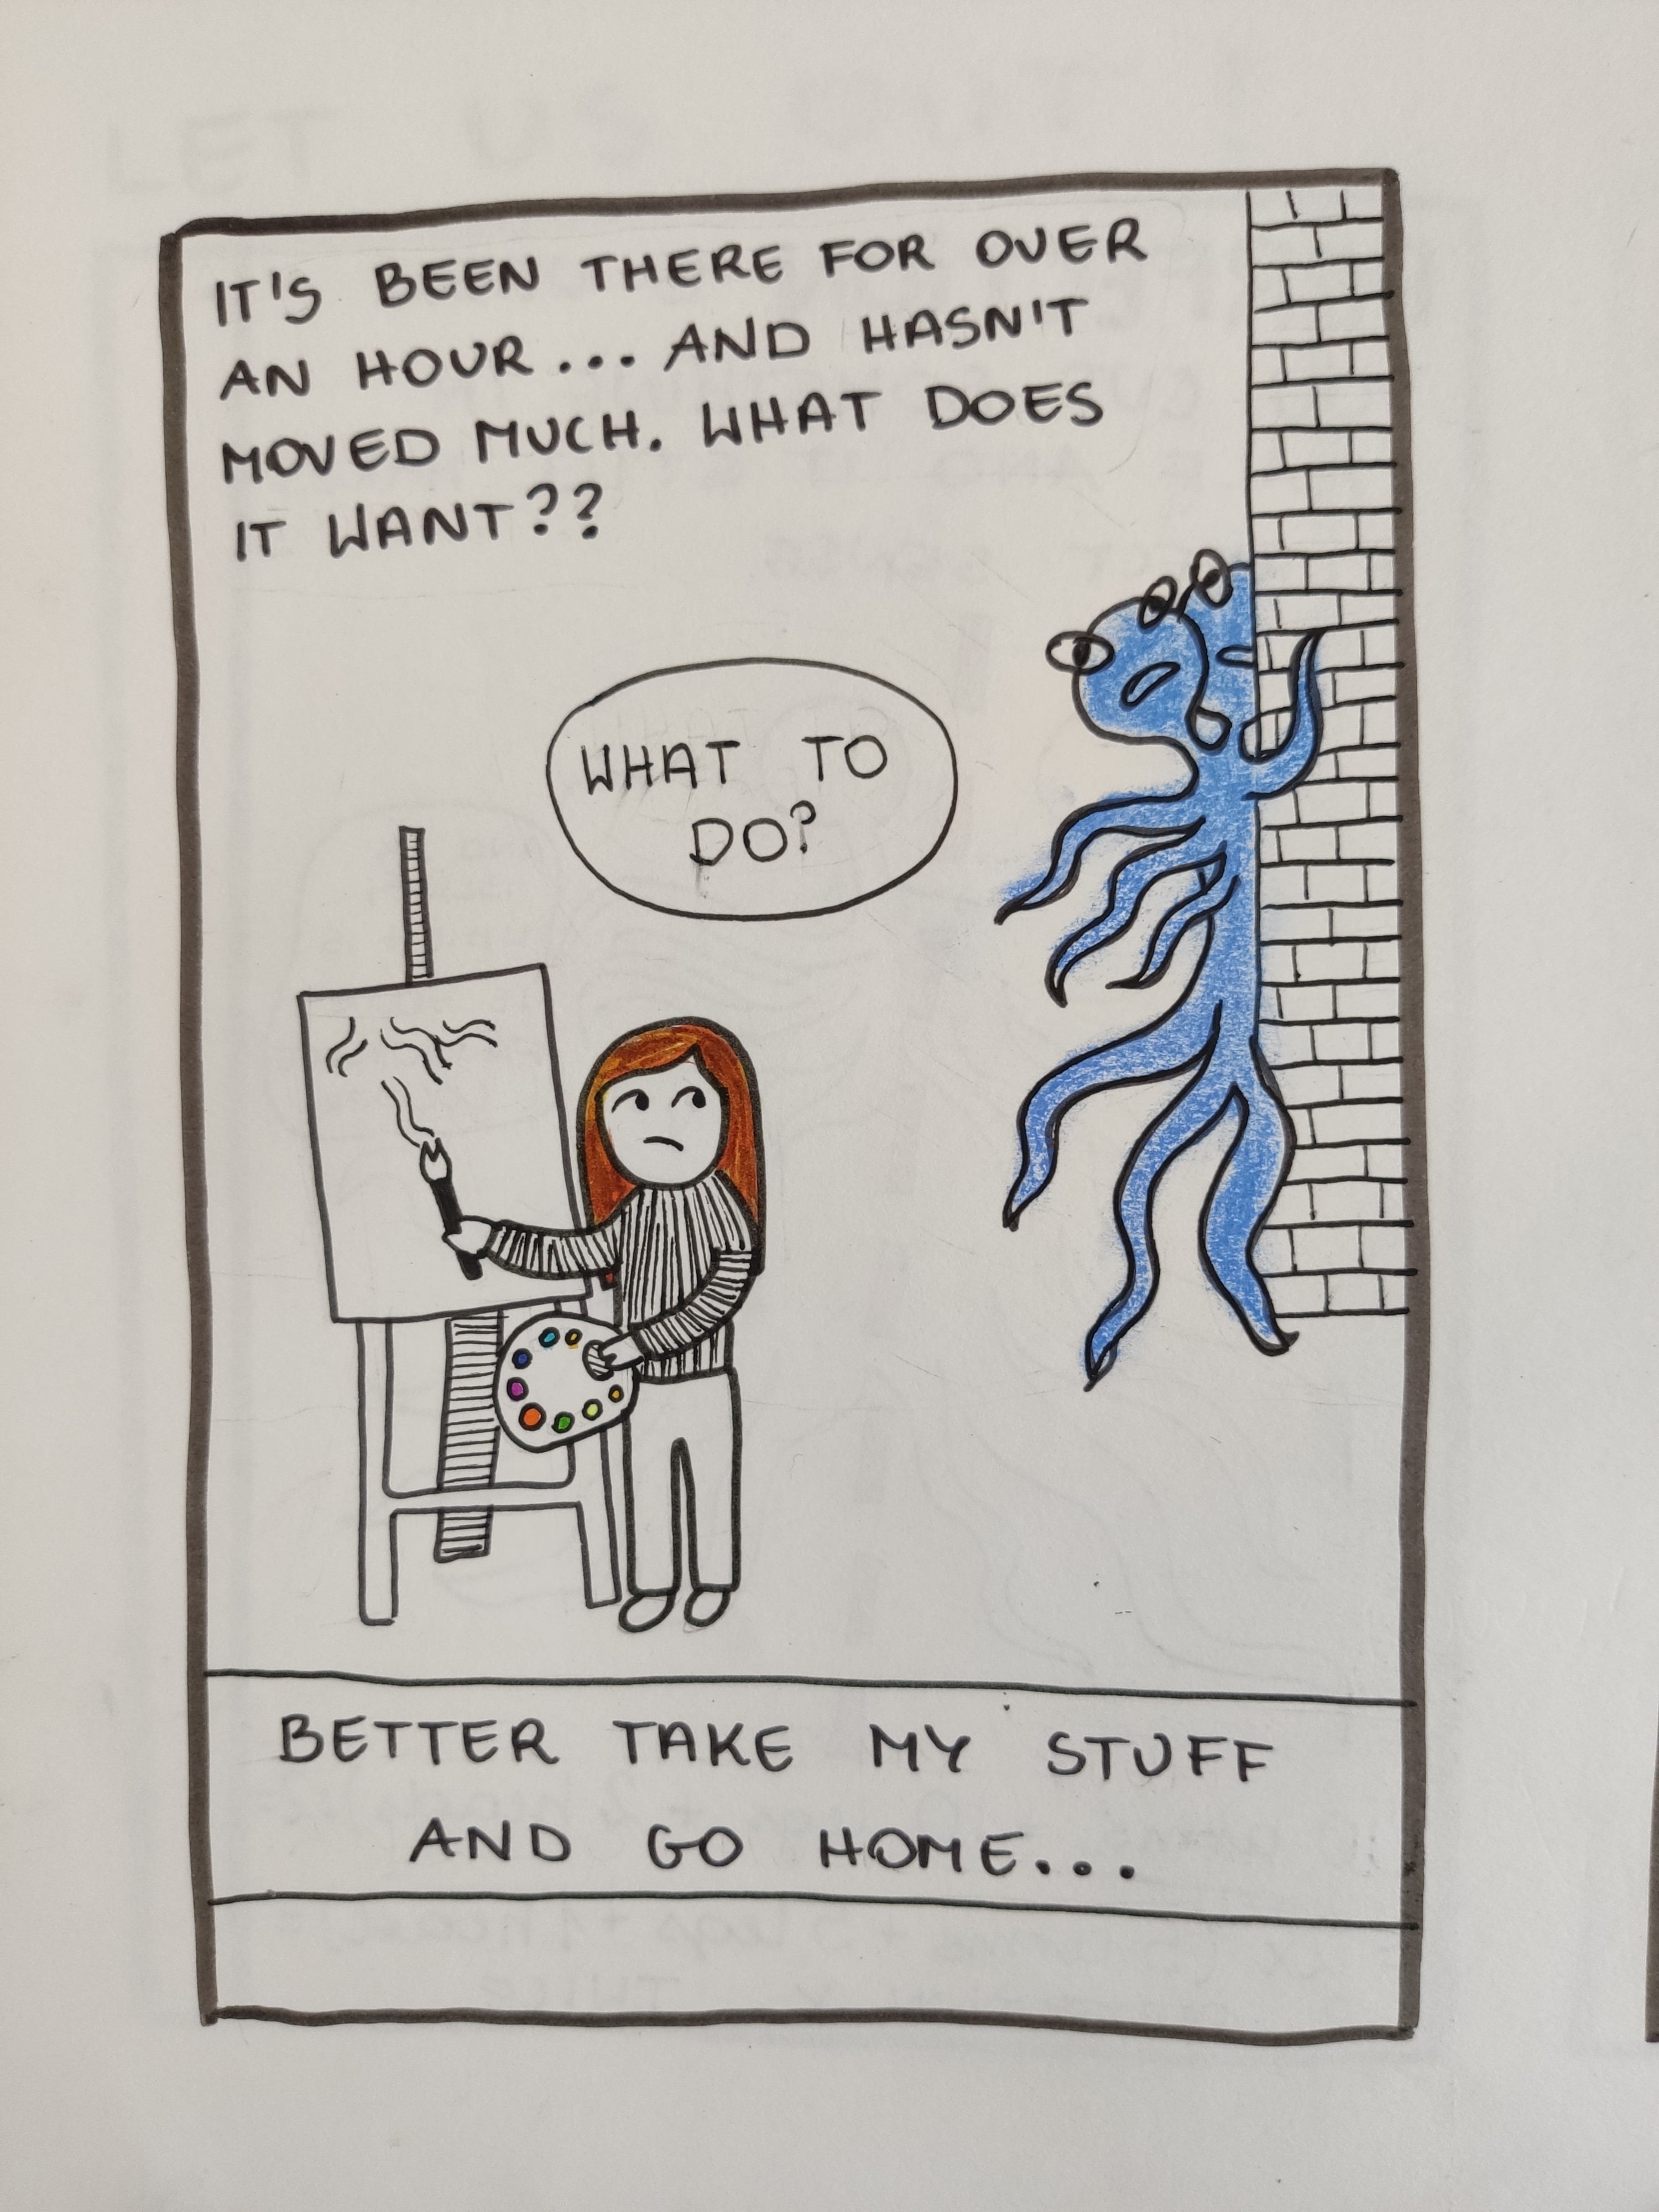 IT'S BEEN THERE FOR OVER
AN HOUR... AND HASN'T
MOVED MUCH. WHAT DOES
IT WANT??
WHAT TO
DO?
BETTER TAKE MY STUFF
AND GO HOME...